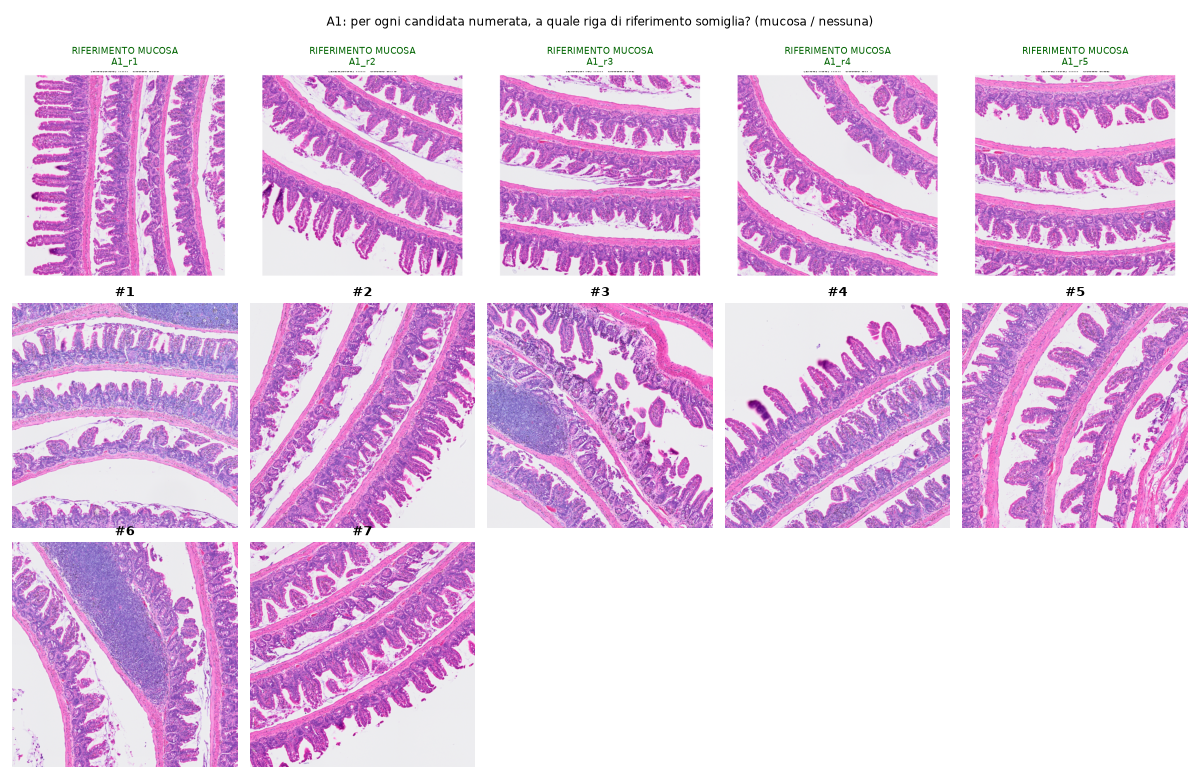 A1: per ogni candidata numerata, a quale riga di riferimento somiglia? (mucosa / nessuna)
RIFERIMENTO MUCOSA
A1_r1
RIFERIMENTO MUCOSA
A1_r2
RIFERIMENTO MUCOSA
A1_r3
RIFERIMENTO MUCOSA
A1_r4
RIFERIMENTO MUCOSA
A1_r5
#1
#2
#3
#4
#5
#6
#7